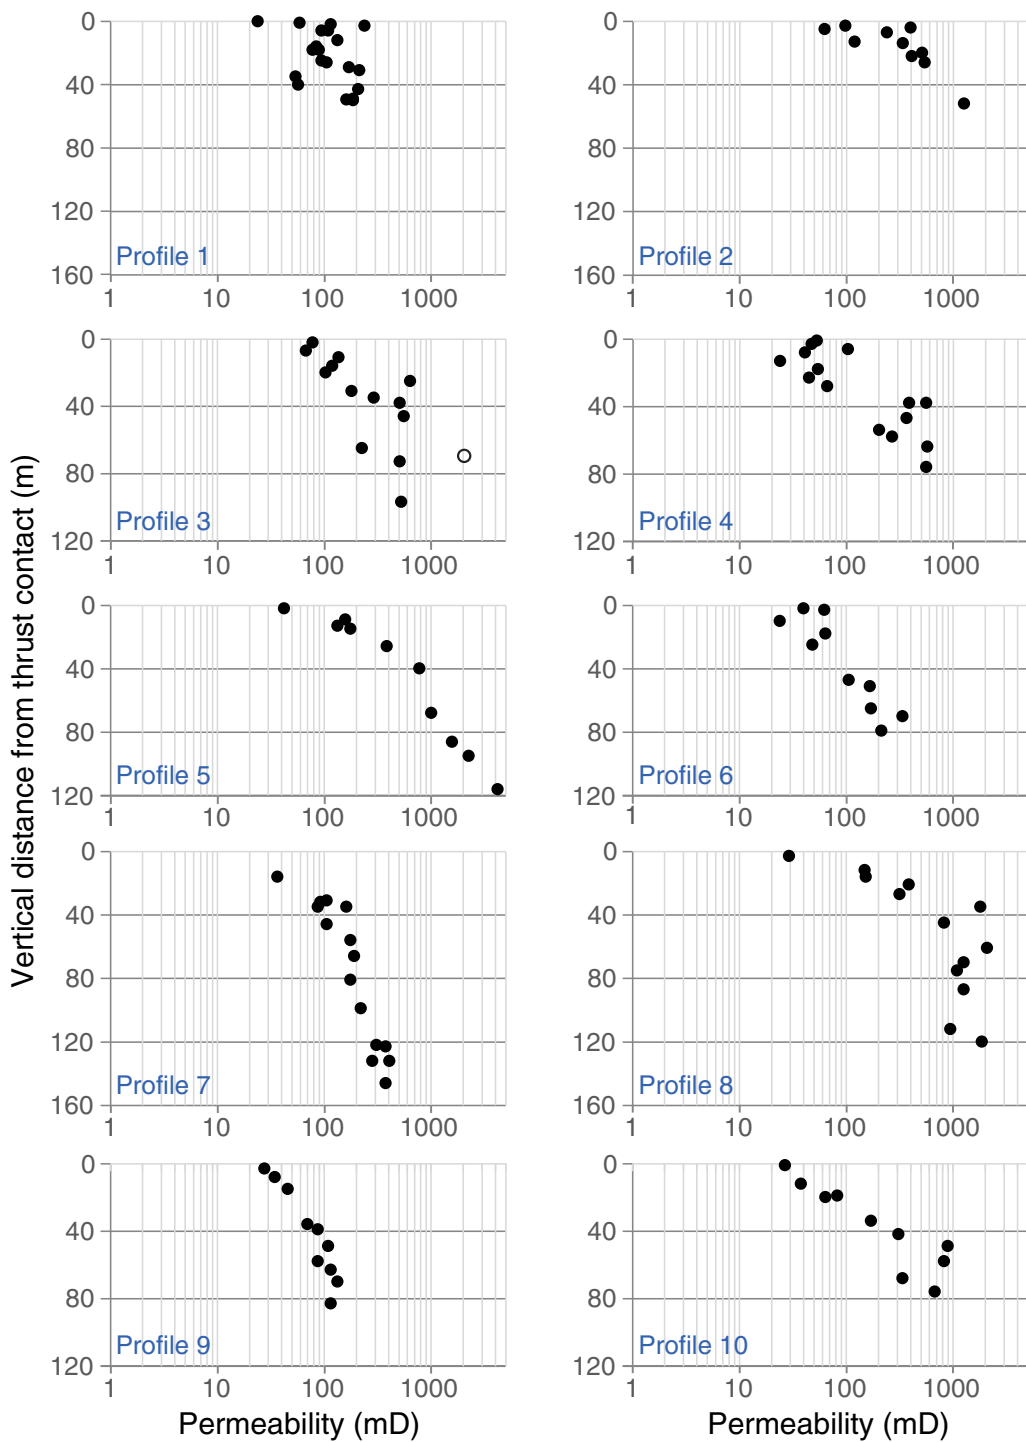 Vertical distance from thrust contact (m)
0
40
80
120
160
1 10 100 1000
Profile 1
0
40
80
120
160
1 10 100 1000
Profile 2
0
40
80
120
1 10 100 1000
Profile 3
0
40
80
120
1 10 100 1000
Profile 4
0
40
80
120
1 10 100 1000
Profile 5
0
40
80
120
1 10 100 1000
Profile 6
0
40
80
120
160
1 10 100 1000
Profile 7
0
40
80
120
160
1 10 100 1000
Profile 8
0
40
80
120
1 10 100 1000
Profile 9
0
40
80
120
1 10 100 1000
Profile 10
Permeability (mD)
Permeability (mD)